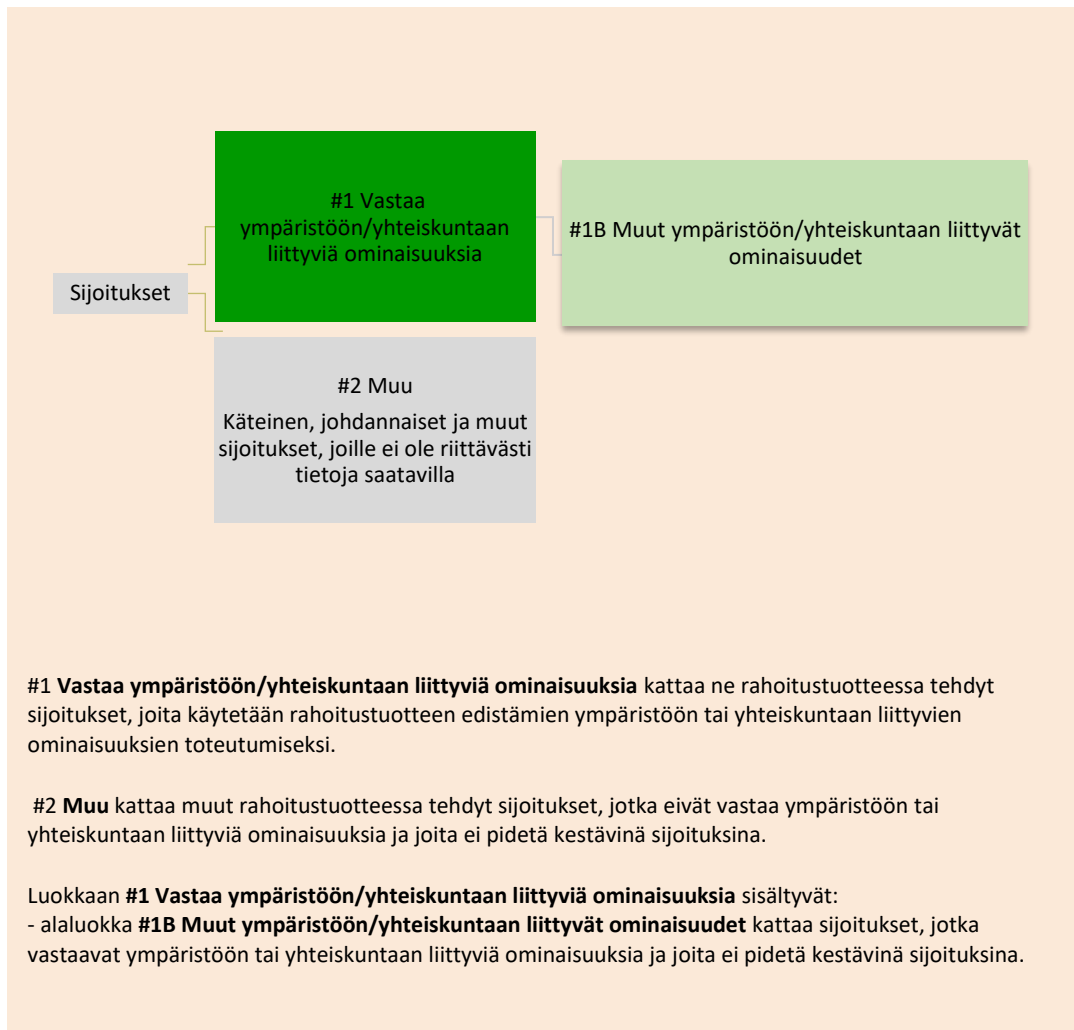 #1 Vastaa
ympäristöön/yhteiskuntaan
liittyviä ominaisuuksia
#1B Muut ympäristöön/yhteiskuntaan liittyvät
ominaisuudet
Sijoitukset
#2 Muu
Käteinen, johdannaiset ja muut
sijoitukset, joille ei ole riittävästi
tietoja saatavilla
#1 Vastaa ympäristöön/yhteiskuntaan liittyviä ominaisuuksia kattaa ne rahoitustuotteessa tehdyt
sijoitukset, joita käytetään rahoitustuotteen edistämien ympäristöön tai yhteiskuntaan liittyvien
ominaisuuksien toteutumiseksi.
#2 Muu kattaa muut rahoitustuotteessa tehdyt sijoitukset, jotka eivät vastaa ympäristöön tai
yhteiskuntaan liittyviä ominaisuuksia ja joita ei pidetä kestävinä sijoituksina.
Luokkaan #1 Vastaa ympäristöön/yhteiskuntaan liittyviä ominaisuuksia sisältyvät:
- alaluokka #1B Muut ympäristöön/yhteiskuntaan liittyvät ominaisuudet kattaa sijoitukset, jotka
vastaavat ympäristöön tai yhteiskuntaan liittyviä ominaisuuksia ja joita ei pidetä kestävinä sijoituksina.